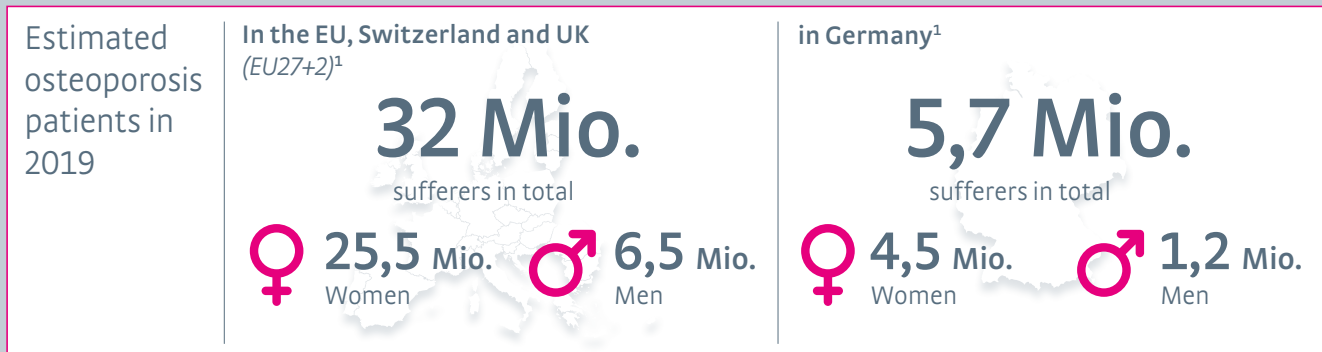 Estimated
osteoporosis
patients in
2019
In the EU, Switzerland and UK
(EU27+2)¹
32 Mio.
sufferers in total
25,5 Mio.
Women
6,5 Mio.
Men
in Germany¹
5,7 Mio.
sufferers in total
4,5 Mio.
Women
1,2 Mio.
Men